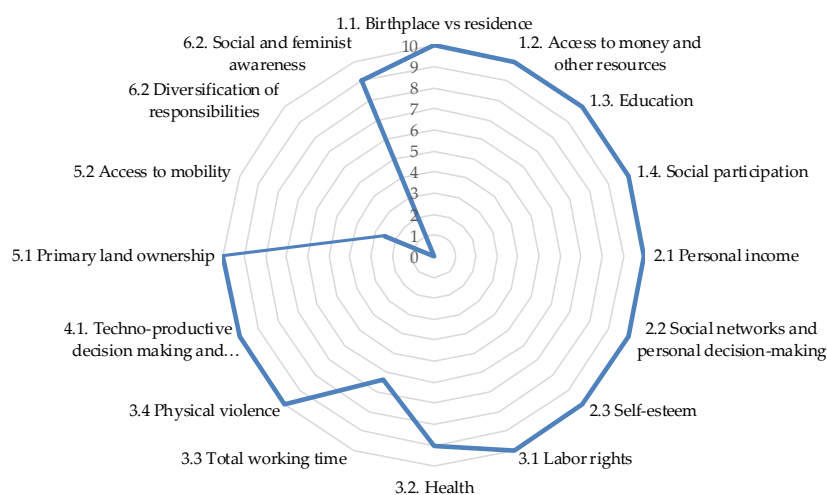 1.1. Birthplace vs residence
1.2. Access to money and
other resources
1.3. Education
1.4. Social participation
2.1 Personal income
2.2 Social networks and
personal decision-making
2.3 Self-esteem
3.1 Labor rights
3.2. Health
3.3 Total working time
3.4 Physical violence
4.1. Techno-productive
decision making and…
5.1 Primary land ownership
5.2 Access to mobility
6.2 Diversification of
responsibilities
6.2. Social and feminist
awareness
10
9
8
7
6
5
4
3
2
1
0